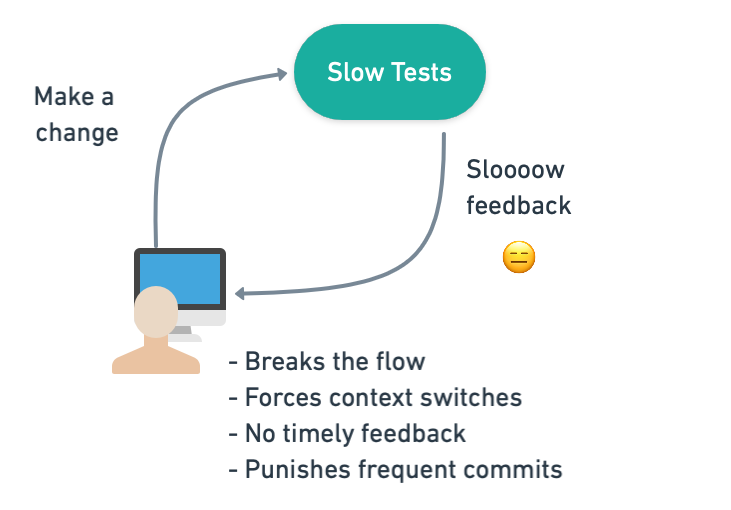 Slow Tests
Make a
change
Sloooow
feedback
- Breaks the flow
- Forces context switches
- No timely feedback
- Punishes frequent commits